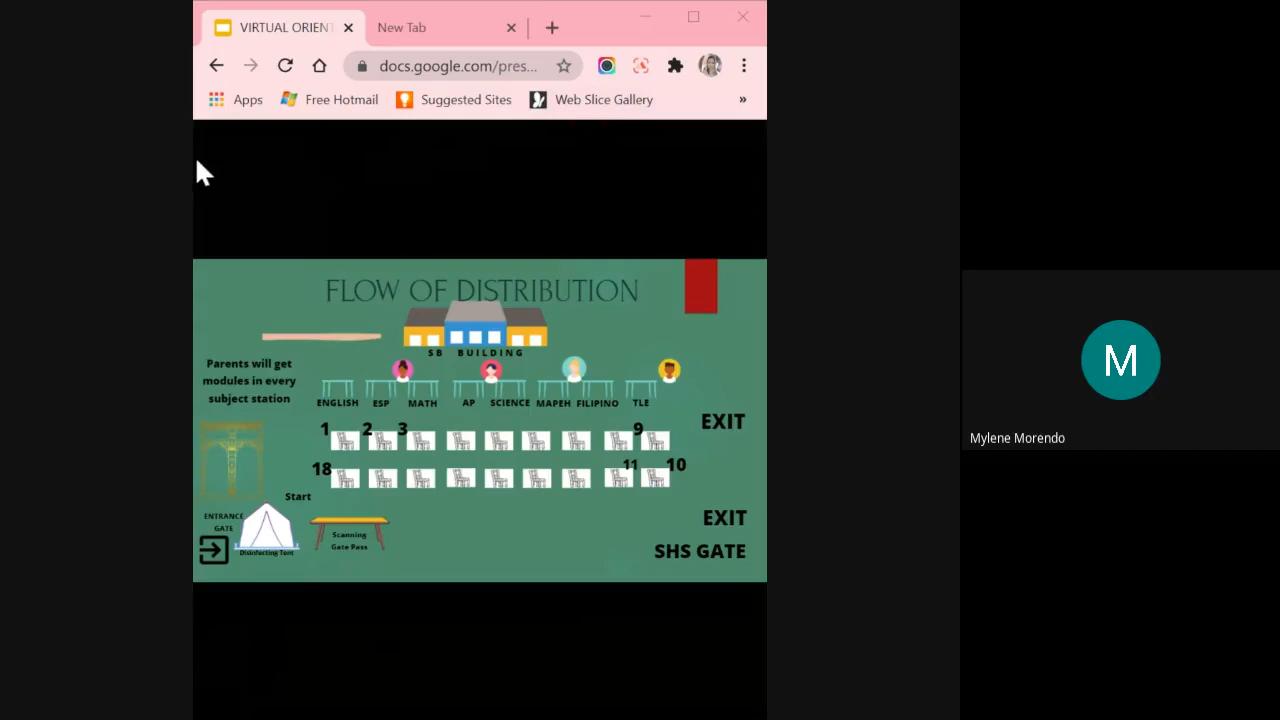 VIRTUAL ORIENT
New Tab
docs.google.com/pres...
Apps
Free Hotmail
Suggested Sites
Web Slice Gallery
»
FLOW OF DISTRIBUTION
SB BUILDING
Parents will get
modules in every
subject station
ENGLISH ESP MATH AP SCIENCE MAPEH FILIPINO TLE
EXIT
1 2 3 9
18 11 10
Start
ENTRANCE
GATE
Disinfecting Tent
Scanning
Gate Pass
EXIT
SHS GATE
M
Mylene Morendo